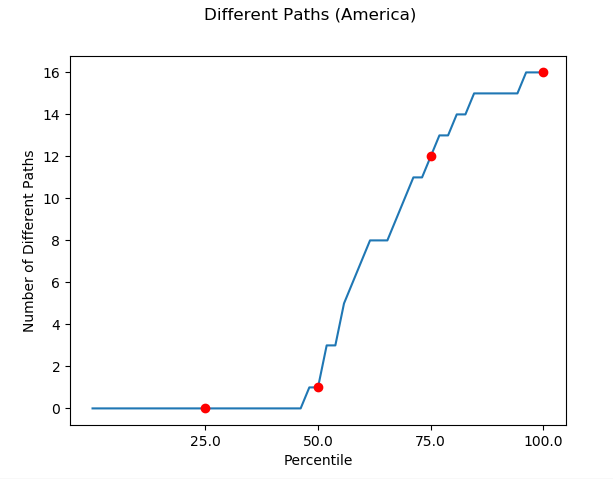 Different Paths (America)
16
14
12
10
8
6
4
2
0
Number of Different Paths
25.0 50.0 75.0 100.0
Percentile